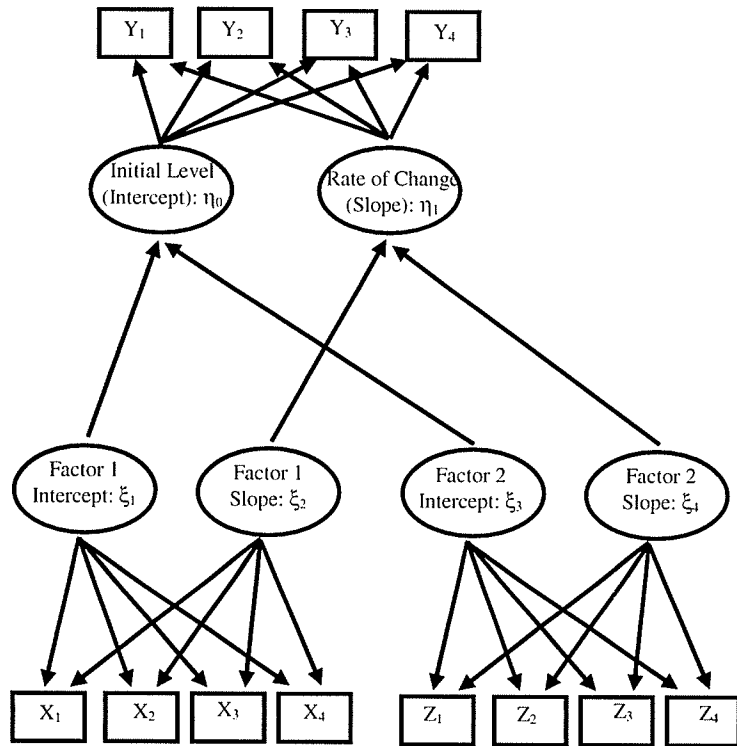 Y₁ Y₂ Y₃ Y₄
Initial Level
(Intercept): η₀
Rate of Change
(Slope): η₁
Factor 1
Intercept: ξ₁
Factor 1
Slope: ξ₂
Factor 2
Intercept: ξ₃
Factor 2
Slope: ξ₄
X₁ X₂ X₃ X₄ Z₁ Z₂ Z₃ Z₄